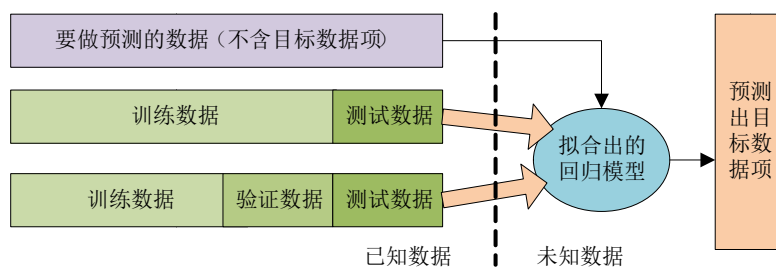 要做预测的数据（不含目标数据项）
训练数据
测试数据
训练数据
验证数据
测试数据
拟合出的
回归模型
预测
出目
标数
据项
已知数据
未知数据